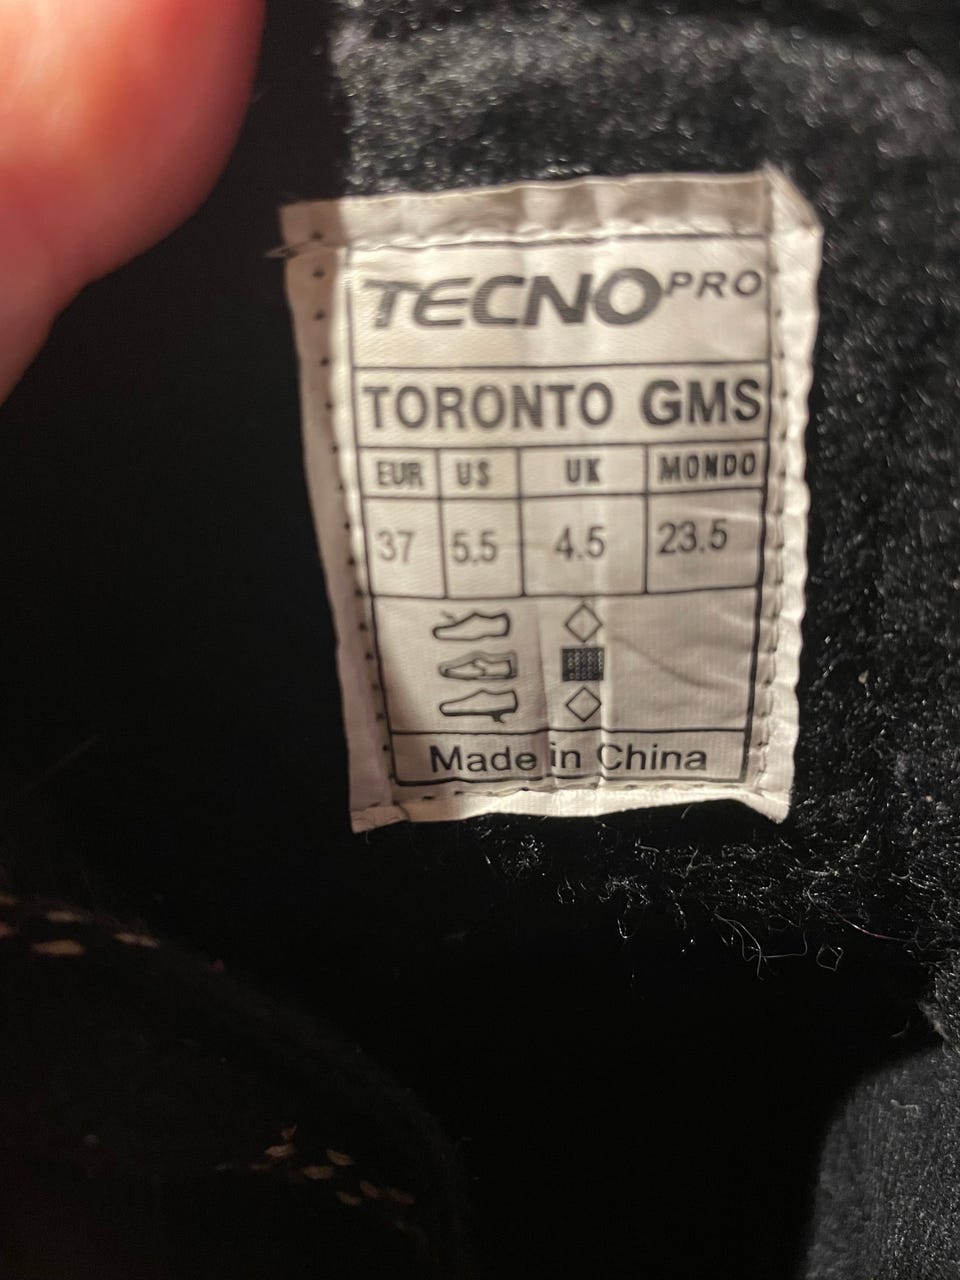 TECNOPRO
TORONTO GMS
EUR US UK MONDO
37 5.5 4.5 23.5
Made in China